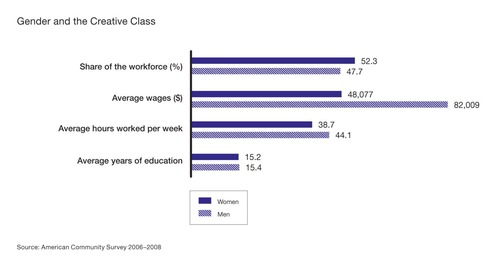 Gender and the Creative Class
Share of the workforce (%)
52.3
47.7
Average wages ($)
48,077
82,009
Average hours worked per week
38.7
44.1
Average years of education
15.2
15.4
Women
Men
Source: American Community Survey 2006–2008